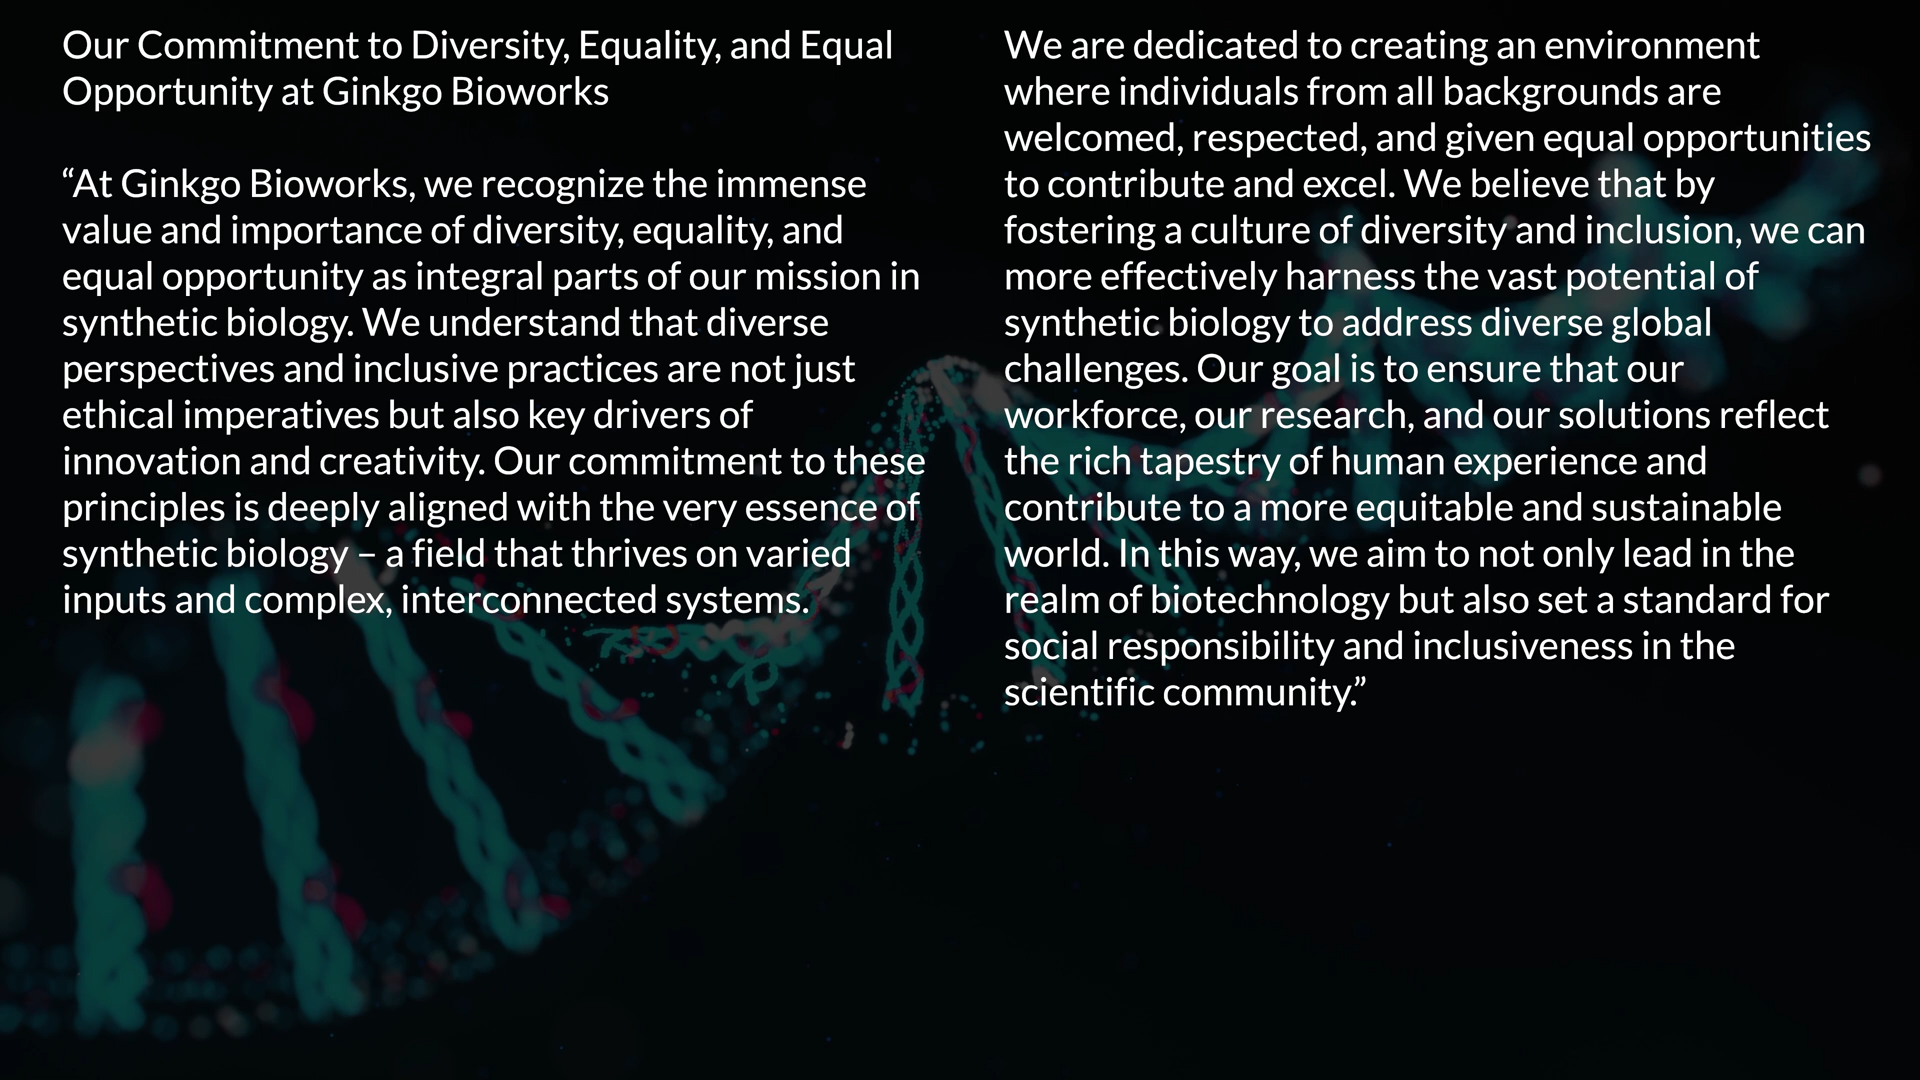 Our Commitment to Diversity, Equality, and Equal
Opportunity at Ginkgo Bioworks
“At Ginkgo Bioworks, we recognize the immense
value and importance of diversity, equality, and
equal opportunity as integral parts of our mission in
synthetic biology. We understand that diverse
perspectives and inclusive practices are not just
ethical imperatives but also key drivers of
innovation and creativity. Our commitment to these
principles is deeply aligned with the very essence of
synthetic biology – a field that thrives on varied
inputs and complex, interconnected systems.
We are dedicated to creating an environment
where individuals from all backgrounds are
welcomed, respected, and given equal opportunities
to contribute and excel. We believe that by
fostering a culture of diversity and inclusion, we can
more effectively harness the vast potential of
synthetic biology to address diverse global
challenges. Our goal is to ensure that our
workforce, our research, and our solutions reflect
the rich tapestry of human experience and
contribute to a more equitable and sustainable
world. In this way, we aim to not only lead in the
realm of biotechnology but also set a standard for
social responsibility and inclusiveness in the
scientific community.”